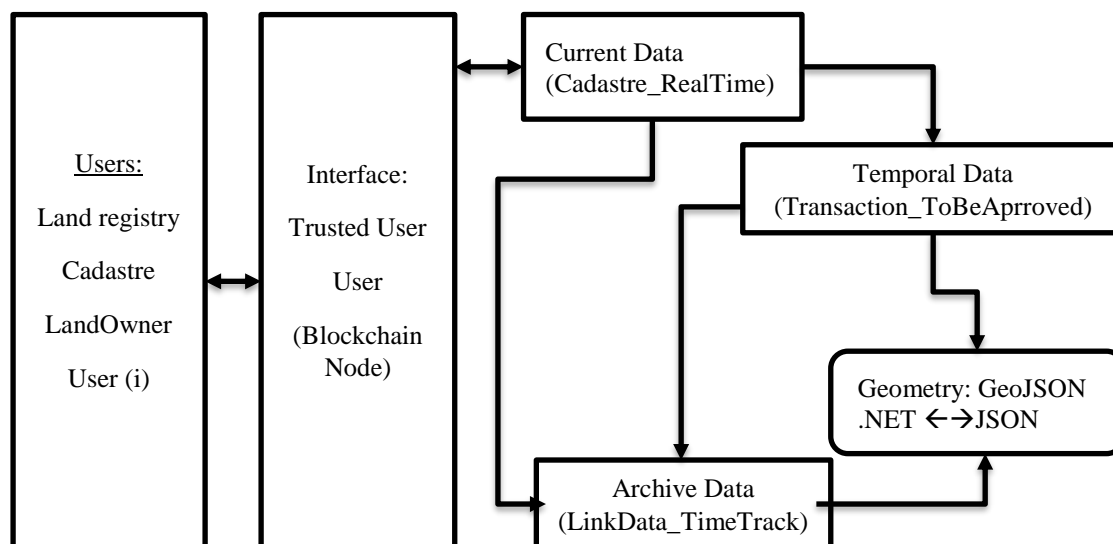 Users:
Land registry
Cadastre
LandOwner
User (i)
Interface:
Trusted User
User
(Blockchain
Node)
Current Data
(Cadastre_RealTime)
Temporal Data
(Transaction_ToBeAprroved)
Geometry: GeoJSON
.NET ←→JSON
Archive Data
(LinkData_TimeTrack)